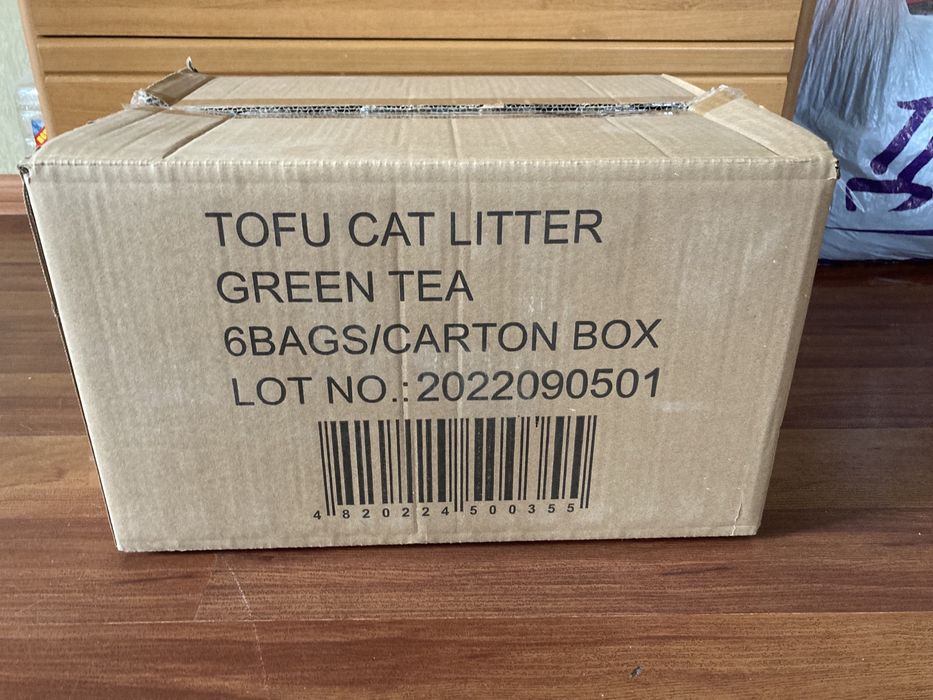 TOFU CAT LITTER
GREEN TEA
6BAGS/CARTON BOX
LOT NO.:2022090501
4 820224 500355